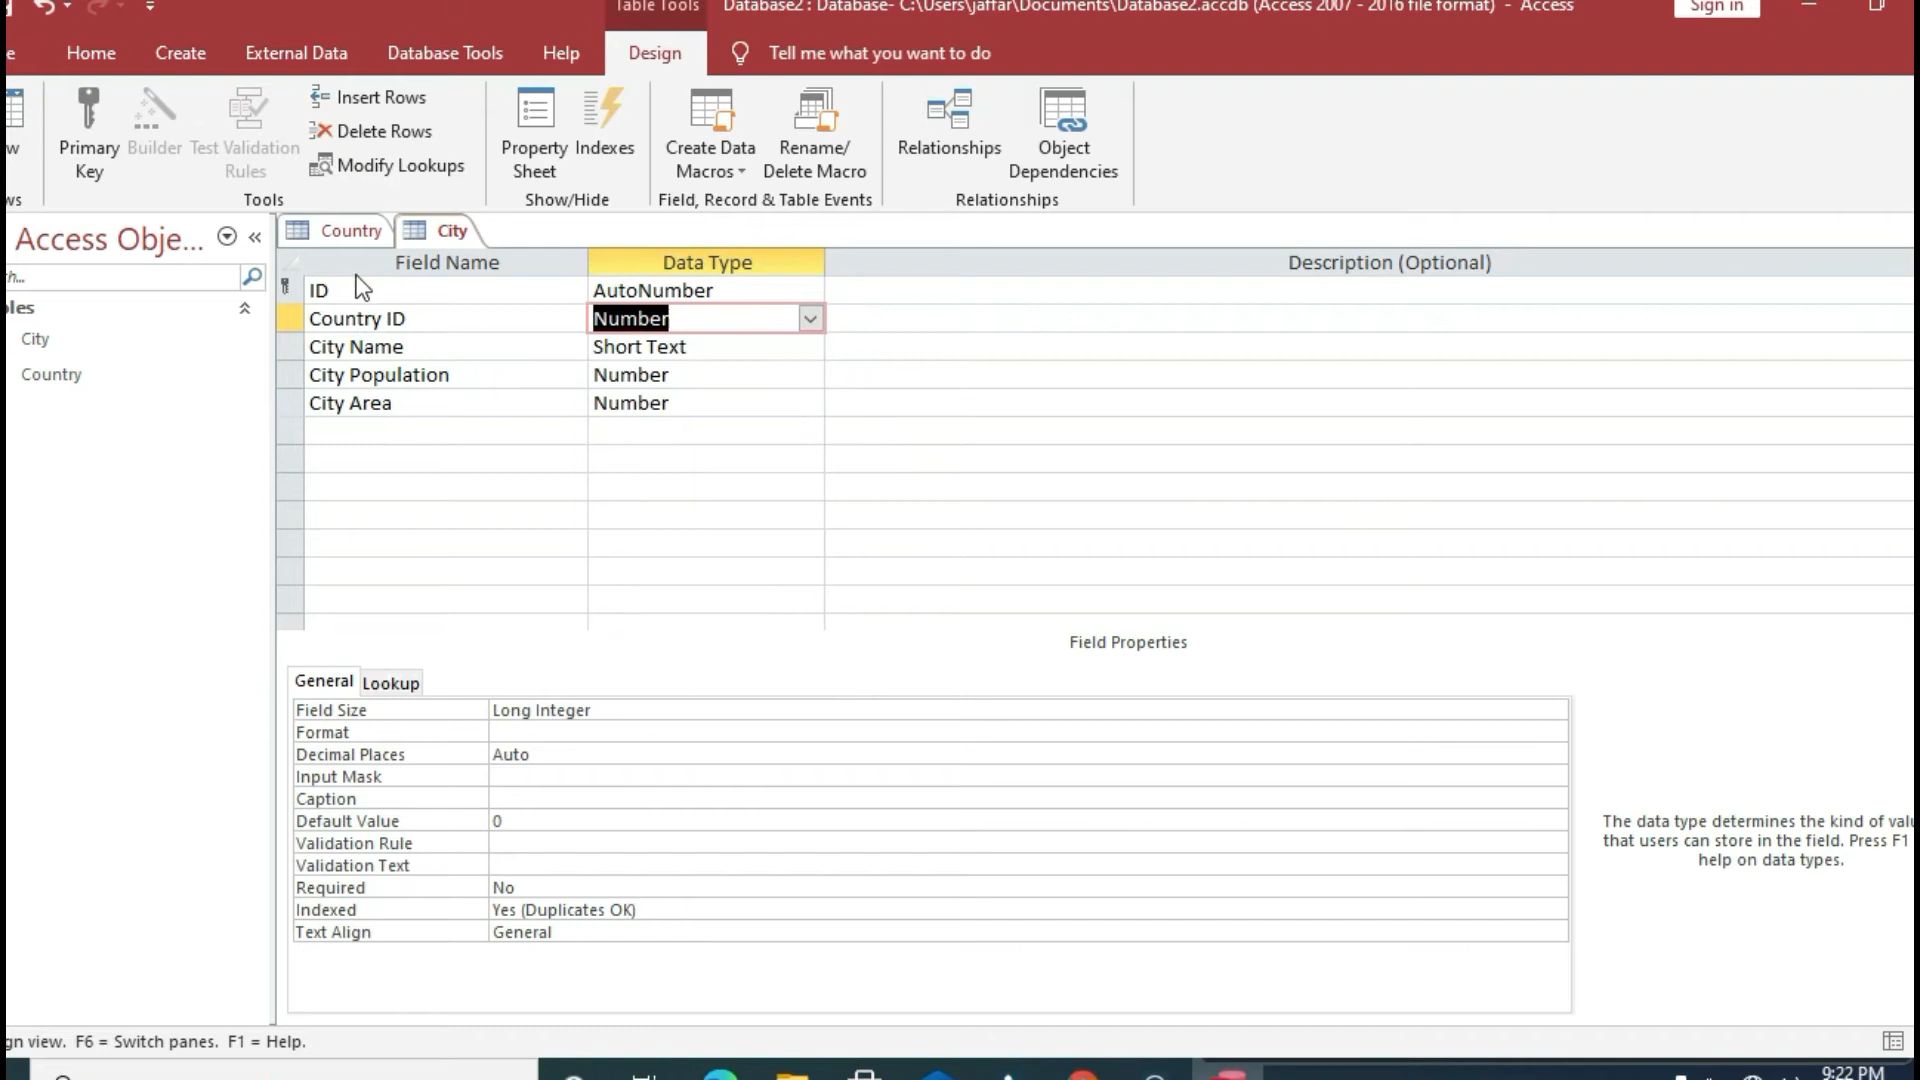 Table Tools Database2 : Database- C:\Users\jaffar\Documents\Database2.accdb (Access 2007 - 2016 file format) - Access Sign in
e Home Create External Data Database Tools Help Design Tell me what you want to do
Insert Rows
Delete Rows
Modify Lookups
w Primary Key Builder Test Validation Rules Property Sheet Indexes Create Data Macros Rename/ Delete Macro Relationships Object Dependencies
ws Tools Show/Hide Field, Record & Table Events Relationships
Access Obje... « Country City
h...
les
City
Country
Field Name Data Type Description (Optional)
ID AutoNumber
Country ID Number
City Name Short Text
City Population Number
City Area Number
Field Properties
General Lookup
Field Size Long Integer
Format
Decimal Places Auto
Input Mask
Caption
Default Value 0
Validation Rule
Validation Text
Required No
Indexed Yes (Duplicates OK)
Text Align General
The data type determines the kind of valu
that users can store in the field. Press F1
help on data types.
gn view. F6 = Switch panes. F1 = Help.
9:22 PM